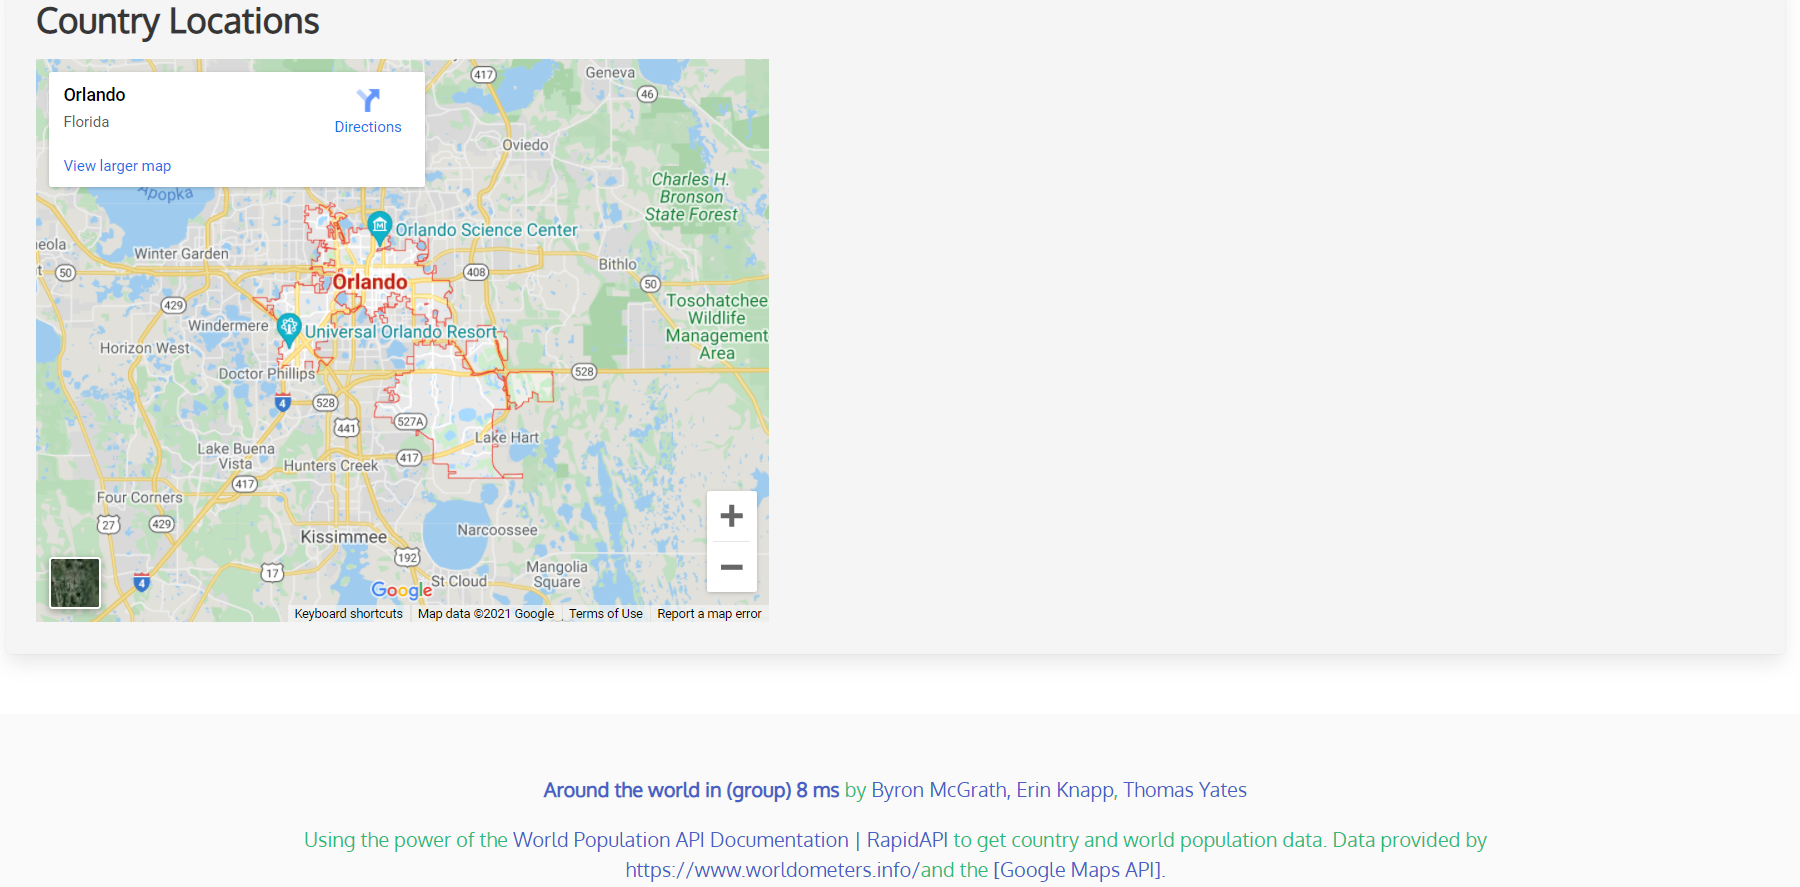 Country Locations
Orlando
Florida
Directions
View larger map
417
Geneva
46
Oviedo
Apopka
Charles H.
Bronson
State Forest
Orlando Science Center
eola
Winter Garden
t
50
408
Bithlo
50
Orlando
429
Tosohatchee
Wildlife
Management
Area
Windermere
Universal Orlando Resort
Horizon West
Doctor Phillips
528
4
528
441
527A
Lake Hart
Lake Buena
Vista
Hunters Creek
417
417
Four Corners
27
429
Kissimmee
Narcoossee
192
Mangolia
Square
17
4
St Cloud
Google
Keyboard shortcuts
Map data ©2021 Google
Terms of Use
Report a map error
Around the world in (group) 8 ms by Byron McGrath, Erin Knapp, Thomas Yates
Using the power of the World Population API Documentation | RapidAPI to get country and world population data. Data provided by
https://www.worldometers.info/and the [Google Maps API].